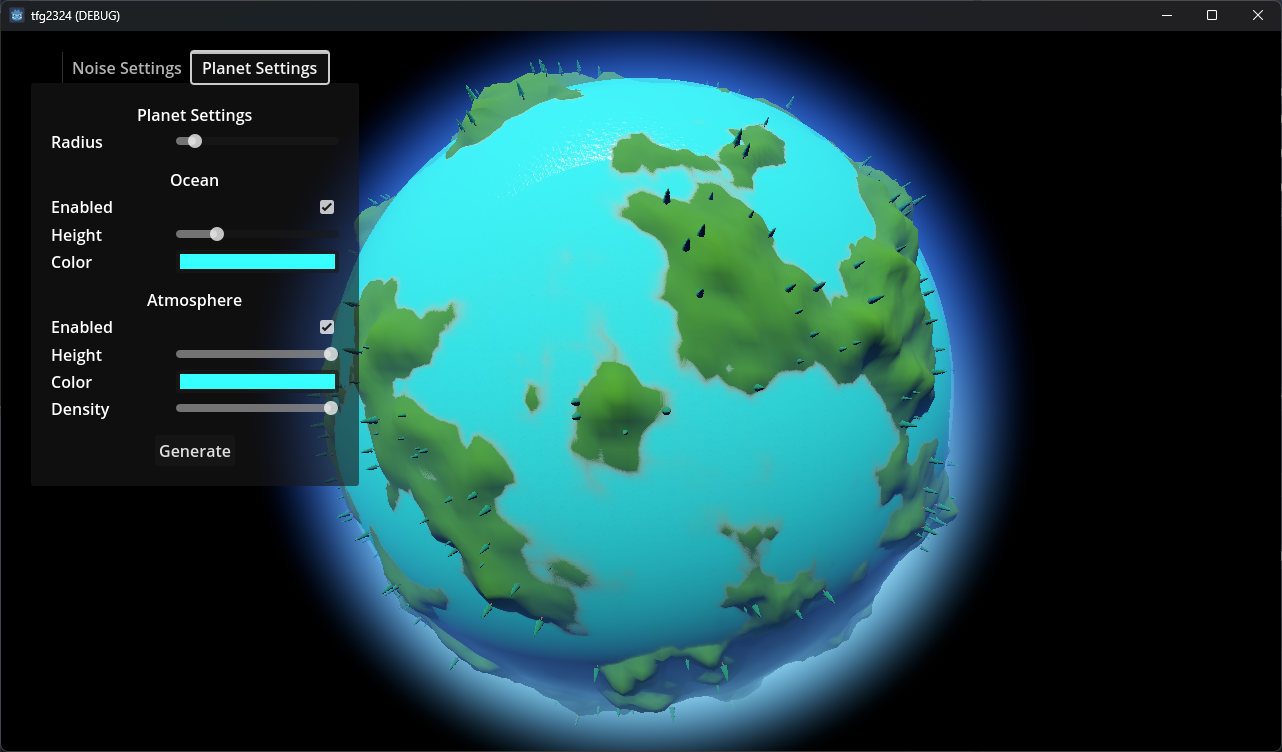 tfg2324 (DEBUG)
Noise Settings Planet Settings
Planet Settings
Radius
Ocean
Enabled
Height
Color
Atmosphere
Enabled
Height
Color
Density
Generate